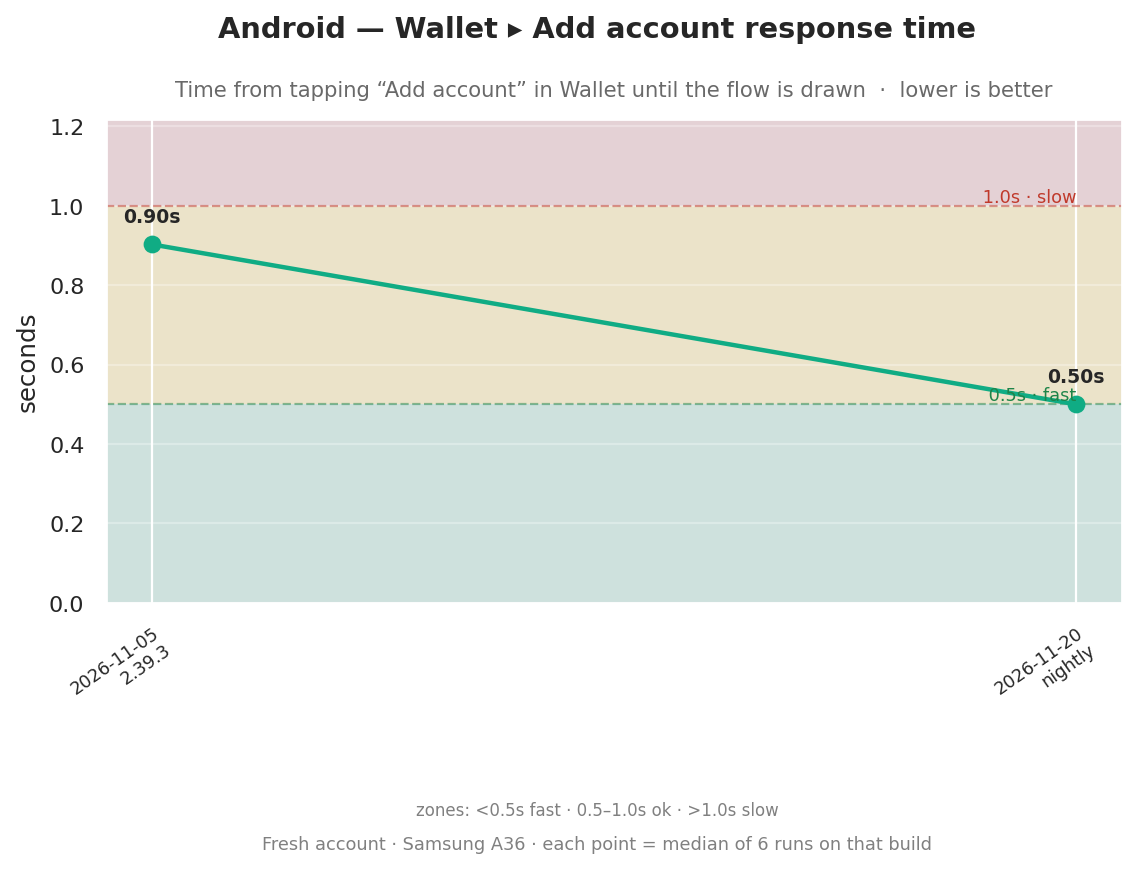 Android — Wallet ▸ Add account response time
Time from tapping “Add account” in Wallet until the flow is drawn · lower is better
1.2
1.0
0.8
0.6
0.4
0.2
0.0
seconds
1.0s · slow
0.90s
0.50s
0.5s · fast
2026-11-05
2.39.3
2026-11-20
nightly
zones: <0.5s fast · 0.5–1.0s ok · >1.0s slow
Fresh account · Samsung A36 · each point = median of 6 runs on that build